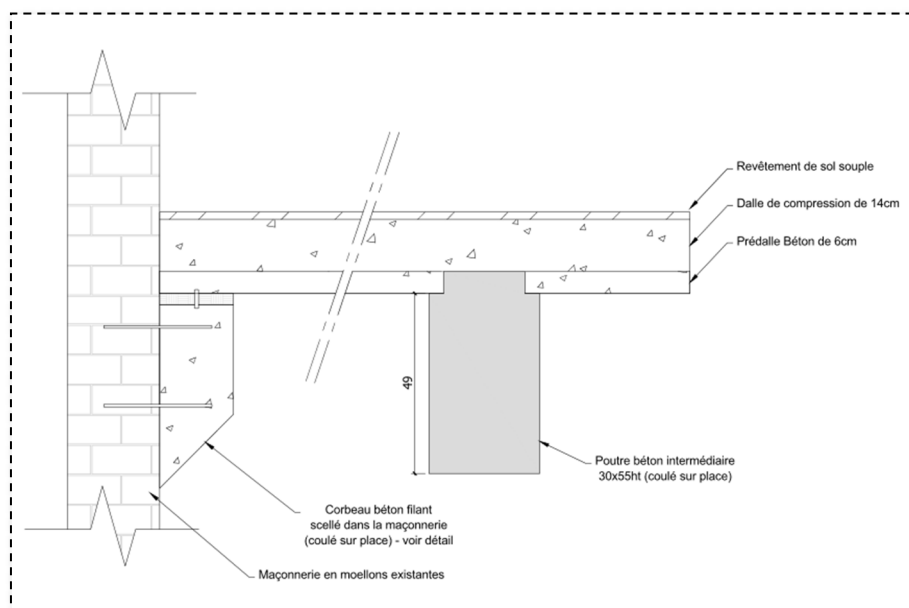 Revêtement de sol souple
Dalle de compression de 14cm
Prédalle Béton de 6cm
49
Poutre béton intermédiaire
30x55ht (coulé sur place)
Corbeau béton filant
scellé dans la maçonnerie
(coulé sur place) - voir détail
Maçonnerie en moellons existantes